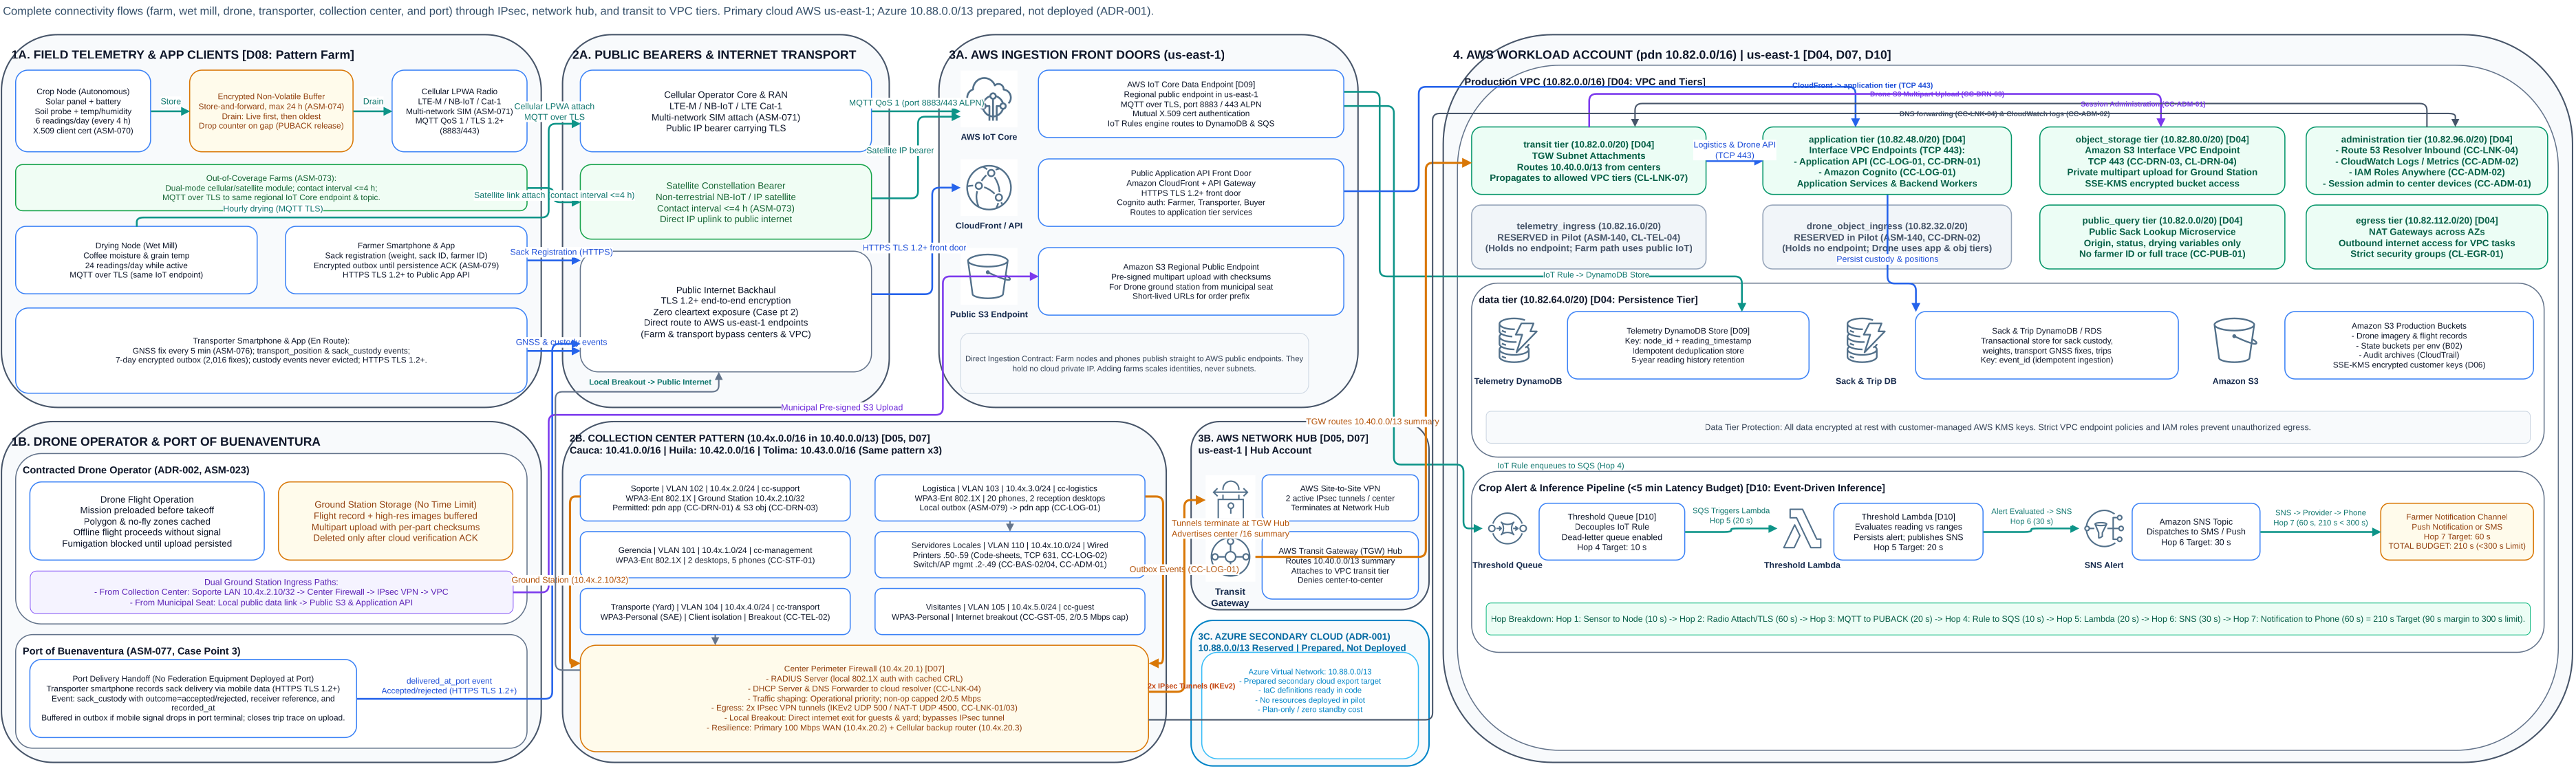 Complete connectivity flows (farm, wet mill, drone, transporter, collection center, and port) through IPsec, network hub, and transit to VPC tiers. Primary cloud AWS us-east-1; Azure 10.88.0.0/13 prepared, not deployed (ADR-001).
1A. FIELD TELEMETRY & APP CLIENTS [D08: Pattern Farm]
Crop Node (Autonomous)
Solar panel + battery
Soil probe + temp/humidity
6 readings/day (every 4 h)
X.509 client cert (ASM-070)
Store
Encrypted Non-Volatile Buffer
Store-and-forward, max 24 h (ASM-074)
Drain: Live first, then oldest
Drop counter on gap (PUBACK release)
Drain
Cellular LPWA Radio
LTE-M / NB-IoT / Cat-1
Multi-network SIM (ASM-071)
MQTT QoS 1 / TLS 1.2+
(8883/443)
Cellular LPWA attach
MQTT over TLS
Out-of-Coverage Farms (ASM-073):
Dual-mode cellular/satellite module; contact interval <=4 h;
MQTT over TLS to same regional IoT Core endpoint & topic.
Satellite link attach (contact interval <=4 h)
Hourly drying (MQTT TLS)
Drying Node (Wet Mill)
Coffee moisture & grain temp
24 readings/day while active
MQTT over TLS (same IoT endpoint)
Farmer Smartphone & App
Sack registration (weight, sack ID, farmer ID)
Encrypted outbox until persistence ACK (ASM-079)
HTTPS TLS 1.2+ to Public App API
Sack Registration (HTTPS)
Transporter Smartphone & App (En Route):
GNSS fix every 5 min (ASM-076); transport_position & sack_custody events;
7-day encrypted outbox (2,016 fixes); custody events never evicted; HTTPS TLS 1.2+.
GNSS & custody events
2A. PUBLIC BEARERS & INTERNET TRANSPORT
Cellular Operator Core & RAN
LTE-M / NB-IoT / LTE Cat-1
Multi-network SIM attach (ASM-071)
Public IP bearer carrying TLS
MQTT QoS 1 (port 8883/443 ALPN)
Satellite IP bearer
Satellite Constellation Bearer
Non-terrestrial NB-IoT / IP satellite
Contact interval <=4 h (ASM-073)
Direct IP uplink to public internet
HTTPS TLS 1.2+ front door
Public Internet Backhaul
TLS 1.2+ end-to-end encryption
Zero cleartext exposure (Case pt 2)
Direct route to AWS us-east-1 endpoints
(Farm & transport bypass centers & VPC)
Local Breakout -> Public Internet
Municipal Pre-signed S3 Upload
3A. AWS INGESTION FRONT DOORS (us-east-1)
AWS IoT Core
AWS IoT Core Data Endpoint [D09]
Regional public endpoint in us-east-1
MQTT over TLS, port 8883 / 443 ALPN
Mutual X.509 cert authentication
IoT Rules engine routes to DynamoDB & SQS
CloudFront / API
Public Application API Front Door
Amazon CloudFront + API Gateway
HTTPS TLS 1.2+ front door
Cognito auth: Farmer, Transporter, Buyer
Routes to application tier services
Public S3 Endpoint
Amazon S3 Regional Public Endpoint
Pre-signed multipart upload with checksums
For Drone ground station from municipal seat
Short-lived URLs for order prefix
Direct Ingestion Contract: Farm nodes and phones publish straight to AWS public endpoints. They
hold no cloud private IP. Adding farms scales identities, never subnets.
4. AWS WORKLOAD ACCOUNT (pdn 10.82.0.0/16) | us-east-1 [D04, D07, D10]
Production VPC (10.82.0.0/16) [D04: VPC and Tiers]
CloudFront -> application tier (TCP 443)
Drone S3 Multipart Upload (CC-DRN-03)
Session Administration (CC-ADM-01)
DNS forwarding (CC-LNK-04) & CloudWatch logs (CC-ADM-02)
transit tier (10.82.0.0/20) [D04]
TGW Subnet Attachments
Routes 10.40.0.0/13 from centers
Propagates to allowed VPC tiers (CL-LNK-07)
Logistics & Drone API
(TCP 443)
application tier (10.82.48.0/20) [D04]
Interface VPC Endpoints (TCP 443):
- Application API (CC-LOG-01, CC-DRN-01)
- Amazon Cognito (CC-LOG-01)
Application Services & Backend Workers
object_storage tier (10.82.80.0/20) [D04]
Amazon S3 Interface VPC Endpoint
TCP 443 (CC-DRN-03, CL-DRN-04)
Private multipart upload for Ground Station
SSE-KMS encrypted bucket access
administration tier (10.82.96.0/20) [D04]
- Route 53 Resolver Inbound (CC-LNK-04)
- CloudWatch Logs / Metrics (CC-ADM-02)
- IAM Roles Anywhere (CC-ADM-02)
- Session admin to center devices (CC-ADM-01)
telemetry_ingress (10.82.16.0/20)
RESERVED in Pilot (ASM-140, CL-TEL-04)
(Holds no endpoint; Farm path uses public IoT)
drone_object_ingress (10.82.32.0/20)
RESERVED in Pilot (ASM-140, CC-DRN-02)
(Holds no endpoint; Drone uses app & obj tiers)
Persist custody & positions
public_query tier (10.82.0.0/20) [D04]
Public Sack Lookup Microservice
Origin, status, drying variables only
No farmer ID or full trace (CC-PUB-01)
egress tier (10.82.112.0/20) [D04]
NAT Gateways across AZs
Outbound internet access for VPC tasks
Strict security groups (CL-EGR-01)
IoT Rule -> DynamoDB Store
data tier (10.82.64.0/20) [D04: Persistence Tier]
Telemetry DynamoDB
Telemetry DynamoDB Store [D09]
Key: node_id + reading_timestamp
Idempotent deduplication store
5-year reading history retention
Sack & Trip DB
Sack & Trip DynamoDB / RDS
Transactional store for sack custody,
weights, transport GNSS fixes, trips
Key: event_id (idempotent ingestion)
Amazon S3
Amazon S3 Production Buckets
- Drone imagery & flight records
- State buckets per env (B02)
- Audit archives (CloudTrail)
SSE-KMS encrypted customer keys (D06)
Data Tier Protection: All data encrypted at rest with customer-managed AWS KMS keys. Strict VPC endpoint policies and IAM roles prevent unauthorized egress.
IoT Rule enqueues to SQS (Hop 4)
Crop Alert & Inference Pipeline (<5 min Latency Budget) [D10: Event-Driven Inference]
Threshold Queue
Threshold Queue [D10]
Decouples IoT Rule
Dead-letter queue enabled
Hop 4 Target: 10 s
SQS Triggers Lambda
Hop 5 (20 s)
Threshold Lambda
Threshold Lambda [D10]
Evaluates reading vs ranges
Persists alert; publishes SNS
Hop 5 Target: 20 s
Alert Evaluated -> SNS
Hop 6 (30 s)
SNS Alert
Amazon SNS Topic
Dispatches to SMS / Push
Hop 6 Target: 30 s
SNS -> Provider -> Phone
Hop 7 (60 s, 210 s < 300 s)
Farmer Notification Channel
Push Notification or SMS
Hop 7 Target: 60 s
TOTAL BUDGET: 210 s (<300 s Limit)
Hop Breakdown: Hop 1: Sensor to Node (10 s) -> Hop 2: Radio Attach/TLS (60 s) -> Hop 3: MQTT to PUBACK (20 s) -> Hop 4: Rule to SQS (10 s) -> Hop 5: Lambda (20 s) -> Hop 6: SNS (30 s) -> Hop 7: Notification to Phone (60 s) = 210 s Target (90 s margin to 300 s limit).
1B. DRONE OPERATOR & PORT OF BUENAVENTURA
Contracted Drone Operator (ADR-002, ASM-023)
Drone Flight Operation
Mission preloaded before takeoff
Polygon & no-fly zones cached
Offline flight proceeds without signal
Fumigation blocked until upload persisted
Ground Station Storage (No Time Limit)
Flight record + high-res images buffered
Multipart upload with per-part checksums
Deleted only after cloud verification ACK
Dual Ground Station Ingress Paths:
- From Collection Center: Soporte LAN 10.4x.2.10/32 -> Center Firewall -> IPsec VPN -> VPC
- From Municipal Seat: Local public data link -> Public S3 & Application API
Ground Station (10.4x.2.10/32)
Port of Buenaventura (ASM-077, Case Point 3)
Port Delivery Handoff (No Federation Equipment Deployed at Port)
Transporter smartphone records sack delivery via mobile data (HTTPS TLS 1.2+)
Event: sack_custody with outcome=accepted/rejected, receiver reference, and
recorded_at
Buffered in outbox if mobile signal drops in port terminal; closes trip trace on upload.
delivered_at_port event
Accepted/rejected (HTTPS TLS 1.2+)
2B. COLLECTION CENTER PATTERN (10.4x.0.0/16 in 10.40.0.0/13) [D05, D07]
Cauca: 10.41.0.0/16 | Huila: 10.42.0.0/16 | Tolima: 10.43.0.0/16 (Same pattern x3)
Soporte | VLAN 102 | 10.4x.2.0/24 | cc-support
WPA3-Ent 802.1X | Ground Station 10.4x.2.10/32
Permitted: pdn app (CC-DRN-01) & S3 obj (CC-DRN-03)
Logística | VLAN 103 | 10.4x.3.0/24 | cc-logistics
WPA3-Ent 802.1X | 20 phones, 2 reception desktops
Local outbox (ASM-079) -> pdn app (CC-LOG-01)
Gerencia | VLAN 101 | 10.4x.1.0/24 | cc-management
WPA3-Ent 802.1X | 2 desktops, 5 phones (CC-STF-01)
Servidores Locales | VLAN 110 | 10.4x.10.0/24 | Wired
Printers .50-.59 (Code-sheets, TCP 631, CC-LOG-02)
Switch/AP mgmt .2-.49 (CC-BAS-02/04, CC-ADM-01)
Outbox Events (CC-LOG-01)
Transporte (Yard) | VLAN 104 | 10.4x.4.0/24 | cc-transport
WPA3-Personal (SAE) | Client isolation | Breakout (CC-TEL-02)
Visitantes | VLAN 105 | 10.4x.5.0/24 | cc-guest
WPA3-Personal | Internet breakout (CC-GST-05, 2/0.5 Mbps cap)
Center Perimeter Firewall (10.4x.20.1) [D07]
- RADIUS Server (local 802.1X auth with cached CRL)
- DHCP Server & DNS Forwarder to cloud resolver (CC-LNK-04)
- Traffic shaping: Operational priority; non-op capped 2/0.5 Mbps
- Egress: 2x IPsec VPN tunnels (IKEv2 UDP 500 / NAT-T UDP 4500, CC-LNK-01/03)
- Local Breakout: Direct internet exit for guests & yard; bypasses IPsec tunnel
- Resilience: Primary 100 Mbps WAN (10.4x.20.2) + Cellular backup router (10.4x.20.3)
2x IPsec Tunnels (IKEv2)
TGW routes 10.40.0.0/13 summary
3B. AWS NETWORK HUB [D05, D07]
us-east-1 | Hub Account
AWS Site-to-Site VPN
2 active IPsec tunnels / center
Terminates at Network Hub
Tunnels terminate at TGW Hub
Advertises center /16 summary
Transit
Gateway
AWS Transit Gateway (TGW) Hub
Routes 10.40.0.0/13 summary
Attaches to VPC transit tier
Denies center-to-center
3C. AZURE SECONDARY CLOUD (ADR-001)
10.88.0.0/13 Reserved | Prepared, Not Deployed
Azure Virtual Network: 10.88.0.0/13
- Prepared secondary cloud export target
- IaC definitions ready in code
- No resources deployed in pilot
- Plan-only / zero standby cost